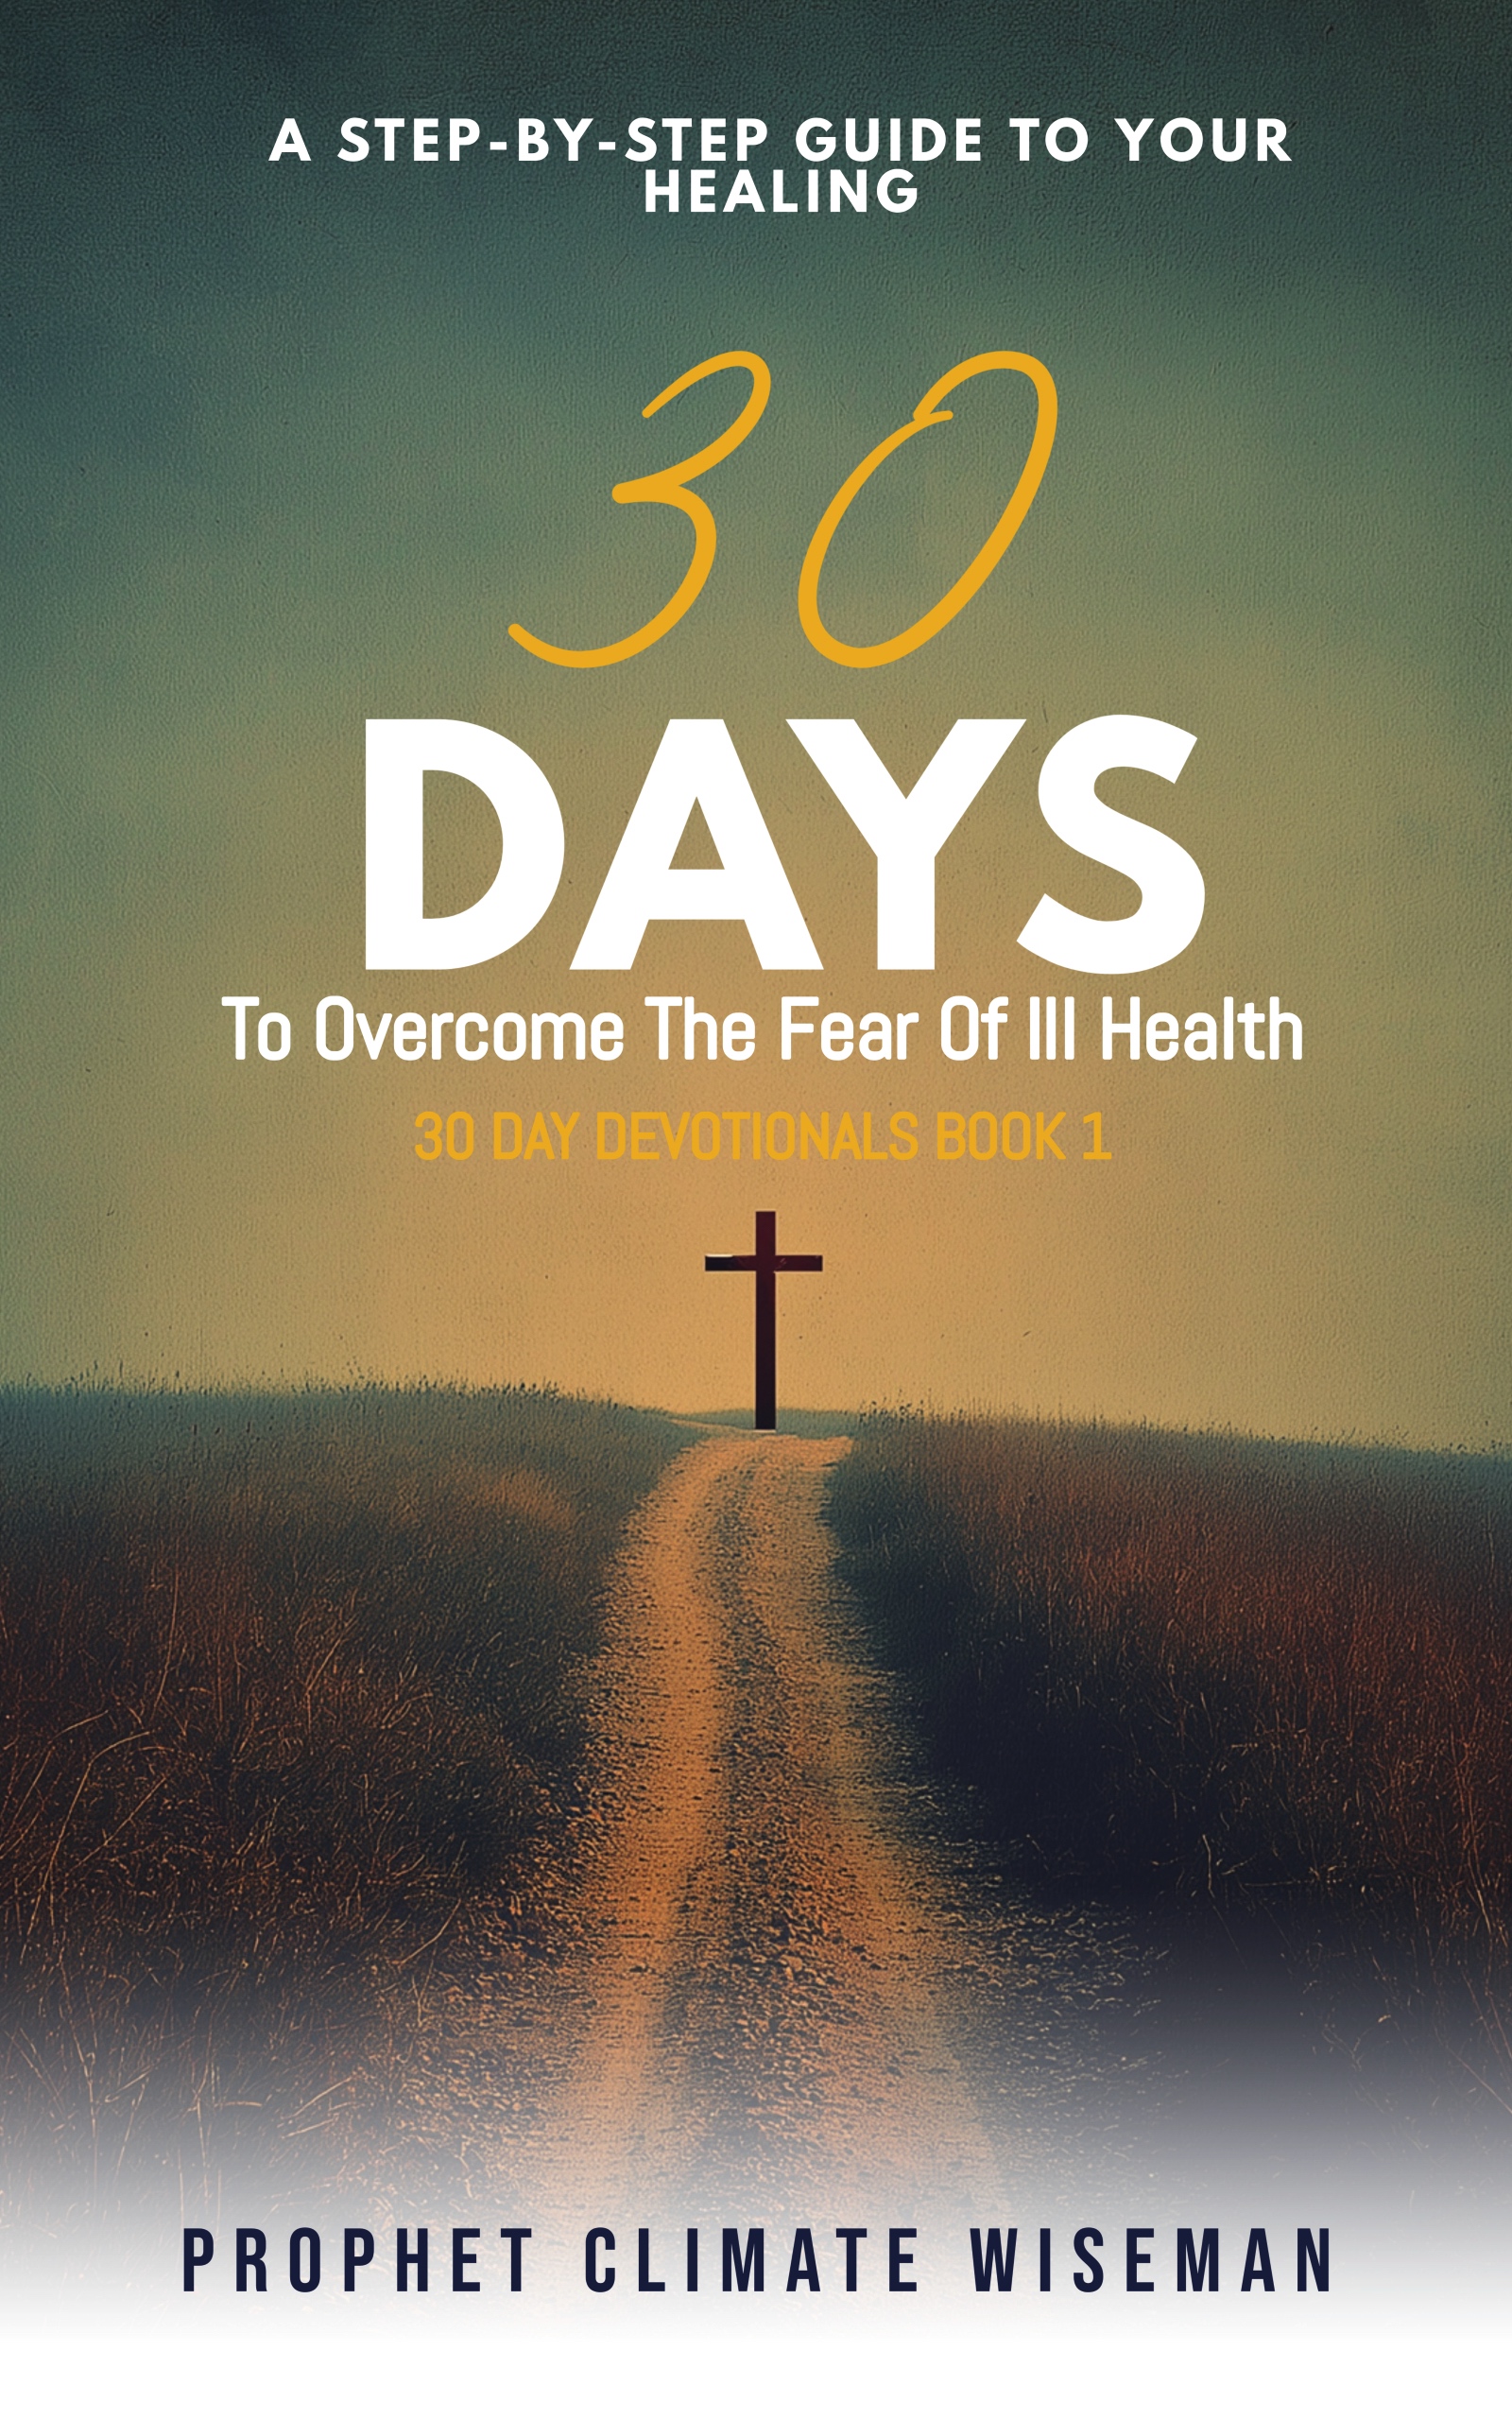 A STEP-BY-STEP GUIDE TO YOUR
HEALING
30
DAYS
To Overcome The Fear Of Ill Health
30 DAY DEVOTIONALS BOOK 1
PROPHET CLIMATE WISEMAN